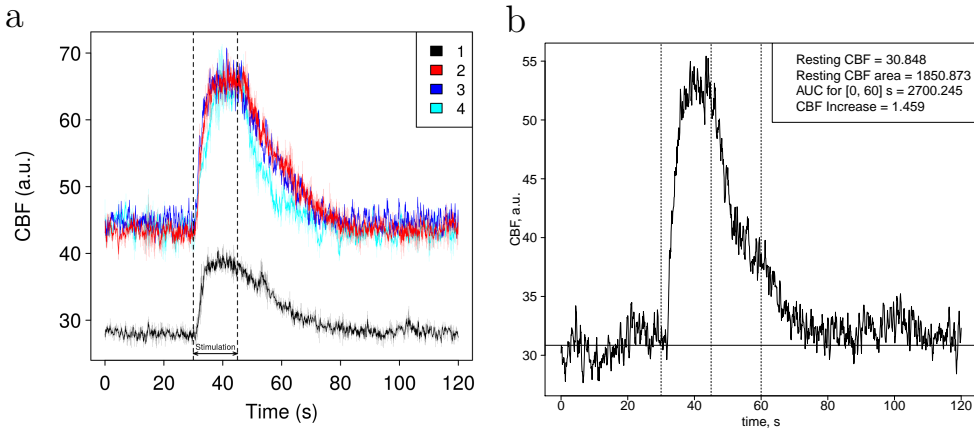 a
70
60
50
40
30
CBF (a.u.)
1
2
3
4
Stimulation
0 20 40 60 80 100 120
Time (s)
b
55
50
45
40
35
30
CBF, a.u.
Resting CBF = 30.848
Resting CBF area = 1850.873
AUC for [0, 60] s = 2700.245
CBF Increase = 1.459
0 20 40 60 80 100 120
time, s